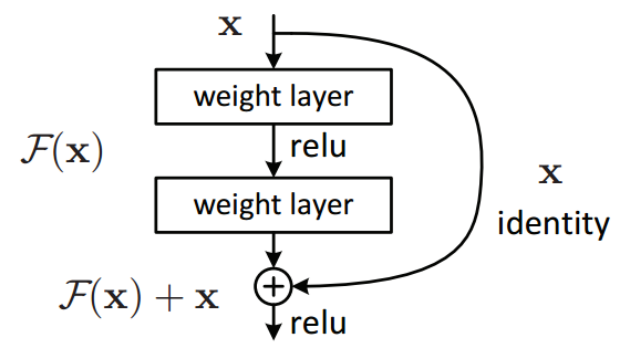 x
weight layer
relu
F(x)
x
weight layer
identity
F(x) + x
relu